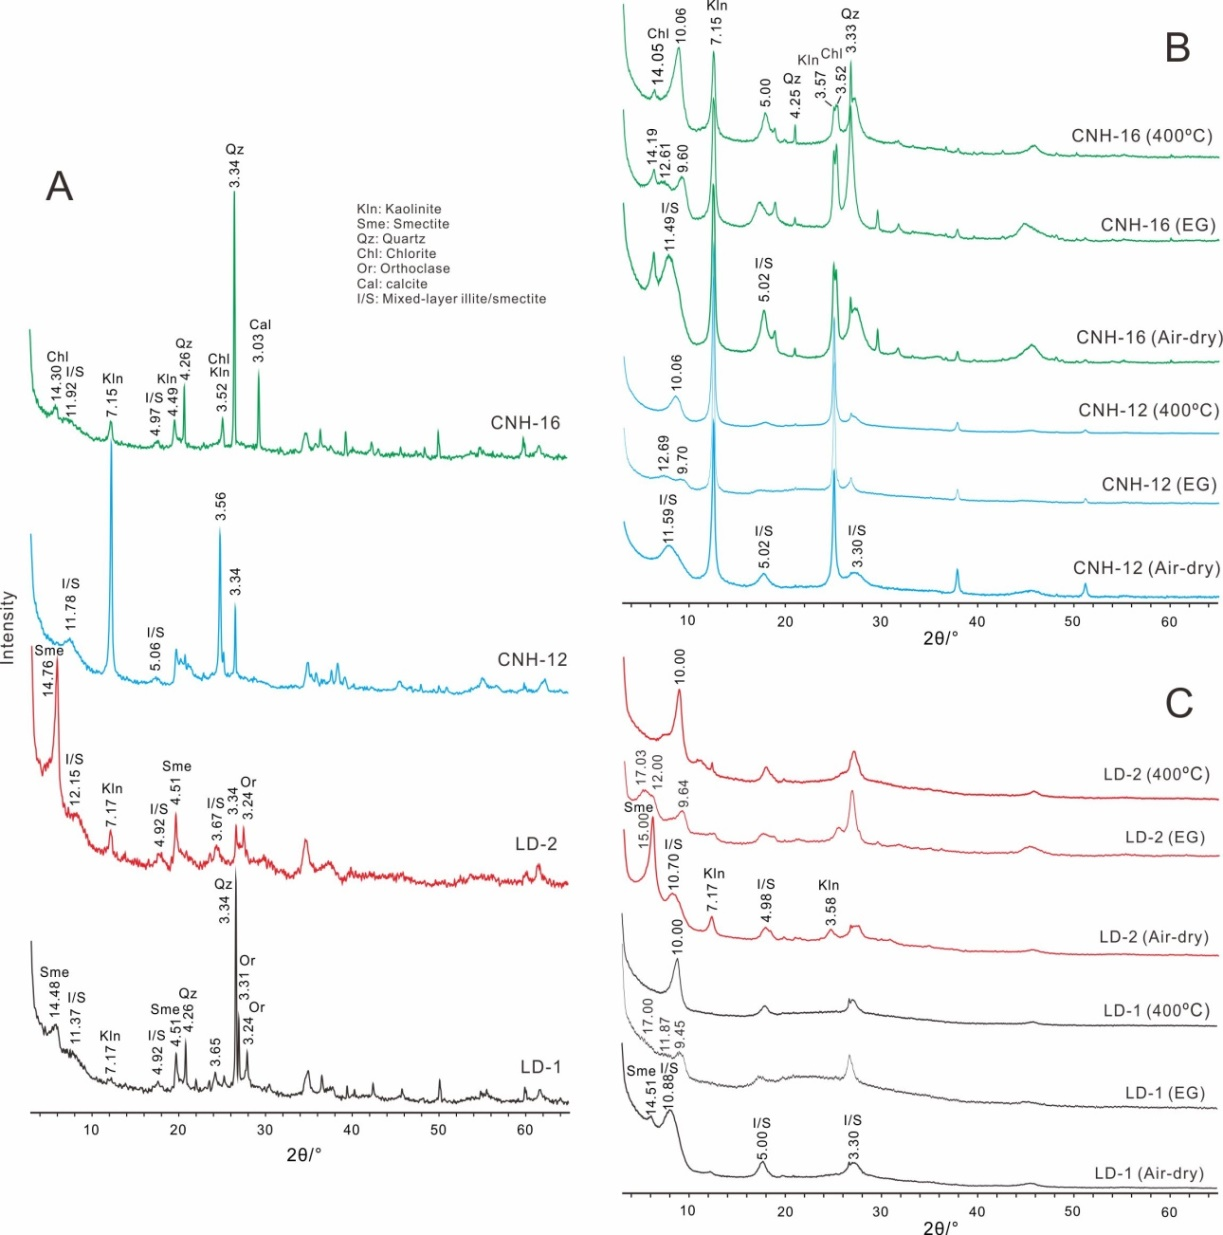 A
Intensity
Kln: Kaolinite
Sme: Smectite
Qz: Quartz
Chl: Chlorite
Or: Orthoclase
Cal: calcite
I/S: Mixed-layer illite/smectite
Chl
14.30
I/S
11.92
Kln
7.15
I/S
4.97
Kln
4.49
Qz
4.26
Chl
Kln
3.52
Qz
3.34
Cal
3.03
CNH-16
I/S
11.78
I/S
5.06
3.56
3.34
CNH-12
Sme
14.76
I/S
12.15
Kln
7.17
I/S
4.92
Sme
4.51
I/S
3.67
3.34
Or
3.24
LD-2
Sme
14.48
I/S
11.37
Kln
7.17
I/S
4.92
Sme
4.51
Qz
4.26
3.65
Qz
3.34
Or
3.31
Or
3.24
LD-1
10 20 30 40 50 60
2θ/°
B
Chl
14.05
10.06
Kln
7.15
5.00
Qz
4.25
Kln
3.57
Chl
3.52
Qz
3.33
CNH-16 (400ºC)
14.19
12.61
9.60
CNH-16 (EG)
I/S
11.49
I/S
5.02
CNH-16 (Air-dry)
10.06
CNH-12 (400ºC)
12.69
9.70
CNH-12 (EG)
I/S
11.59
I/S
5.02
I/S
3.30
CNH-12 (Air-dry)
10 20 30 40 50 60
2θ/°
C
10.00
LD-2 (400ºC)
17.03
12.00
9.64
LD-2 (EG)
Sme
15.00
I/S
10.70
Kln
7.17
I/S
4.98
Kln
3.58
LD-2 (Air-dry)
10.00
LD-1 (400ºC)
17.00
11.87
9.45
LD-1 (EG)
Sme
14.51
I/S
10.88
I/S
5.00
I/S
3.30
LD-1 (Air-dry)
10 20 30 40 50 60
2θ/°